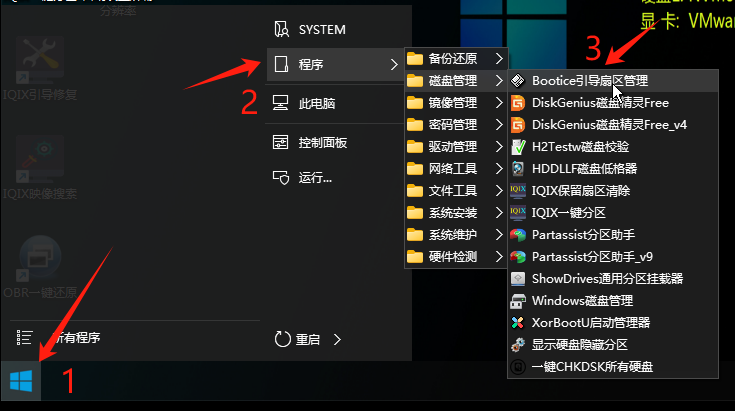 分辨率
显 卡: VMwar
IQIX引导修复
IQIX映像搜索
OBR一键还原
所有程序
SYSTEM
程序
此电脑
控制面板
运行...
重启
备份还原
磁盘管理
镜像管理
密码管理
驱动管理
网络工具
文件工具
系统安装
系统维护
硬件检测
Bootice引导扇区管理
DiskGenius磁盘精灵Free
DiskGenius磁盘精灵Free_v4
H2Testw磁盘校验
HDDLLF磁盘低格器
IQIX保留扇区清除
IQIX一键分区
Partassist分区助手
Partassist分区助手_v9
ShowDrives通用分区挂载器
Windows磁盘管理
XorBootU启动管理器
显示硬盘隐藏分区
一键CHKDSK所有硬盘
1
2
3